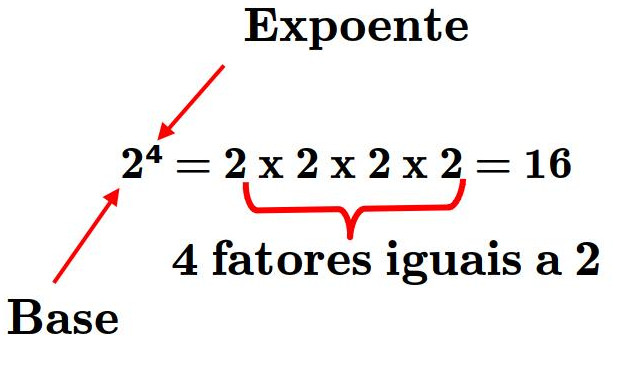 Expoente
2⁴ = 2 x 2 x 2 x 2 = 16
4 fatores iguais a 2
Base